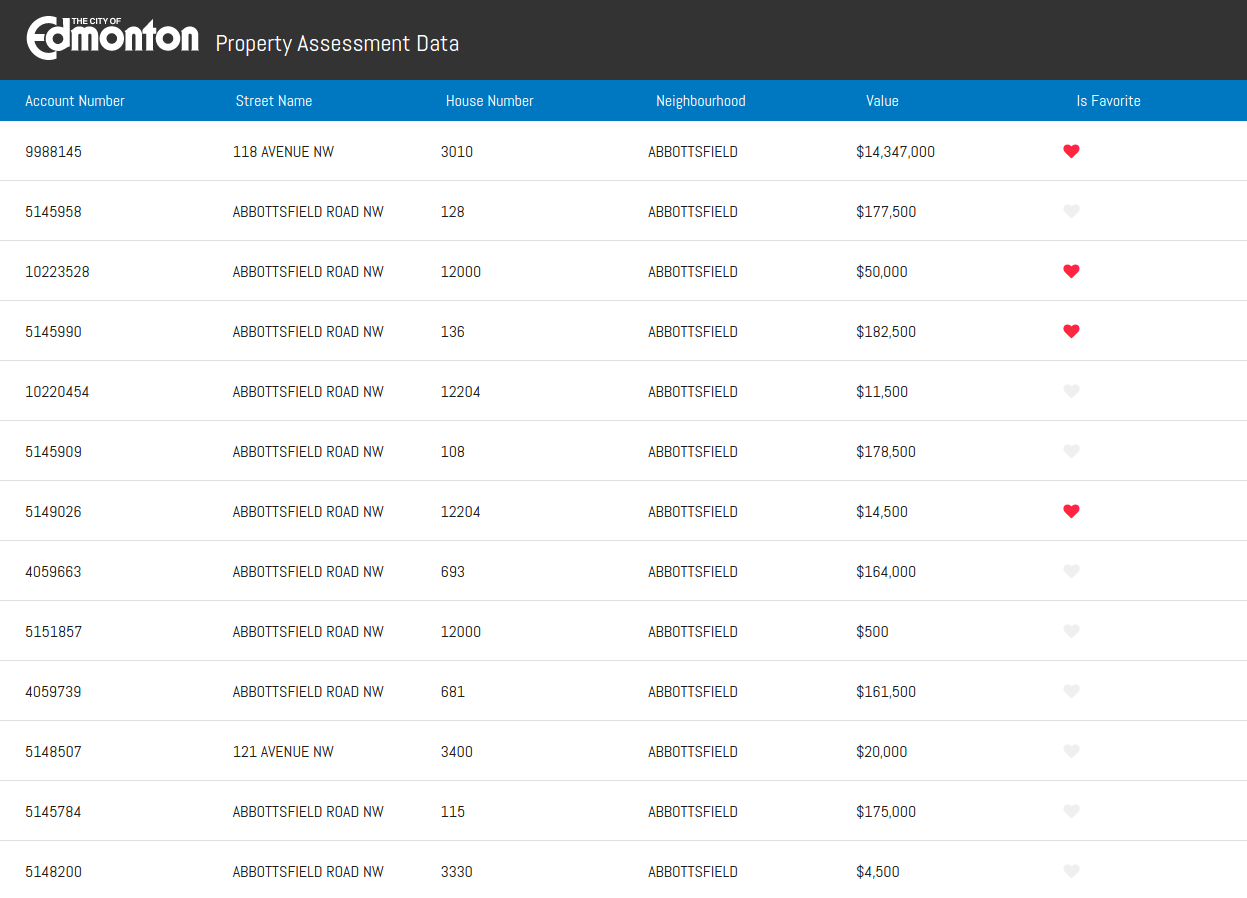 THE CITY OF
Edmonton Property Assessment Data
Account Number Street Name House Number Neighbourhood Value Is Favorite
9988145 118 AVENUE NW 3010 ABBOTTSFIELD $14,347,000
5145958 ABBOTTSFIELD ROAD NW 128 ABBOTTSFIELD $177,500
10223528 ABBOTTSFIELD ROAD NW 12000 ABBOTTSFIELD $50,000
5145990 ABBOTTSFIELD ROAD NW 136 ABBOTTSFIELD $182,500
10220454 ABBOTTSFIELD ROAD NW 12204 ABBOTTSFIELD $11,500
5145909 ABBOTTSFIELD ROAD NW 108 ABBOTTSFIELD $178,500
5149026 ABBOTTSFIELD ROAD NW 12204 ABBOTTSFIELD $14,500
4059663 ABBOTTSFIELD ROAD NW 693 ABBOTTSFIELD $164,000
5151857 ABBOTTSFIELD ROAD NW 12000 ABBOTTSFIELD $500
4059739 ABBOTTSFIELD ROAD NW 681 ABBOTTSFIELD $161,500
5148507 121 AVENUE NW 3400 ABBOTTSFIELD $20,000
5145784 ABBOTTSFIELD ROAD NW 115 ABBOTTSFIELD $175,000
5148200 ABBOTTSFIELD ROAD NW 3330 ABBOTTSFIELD $4,500